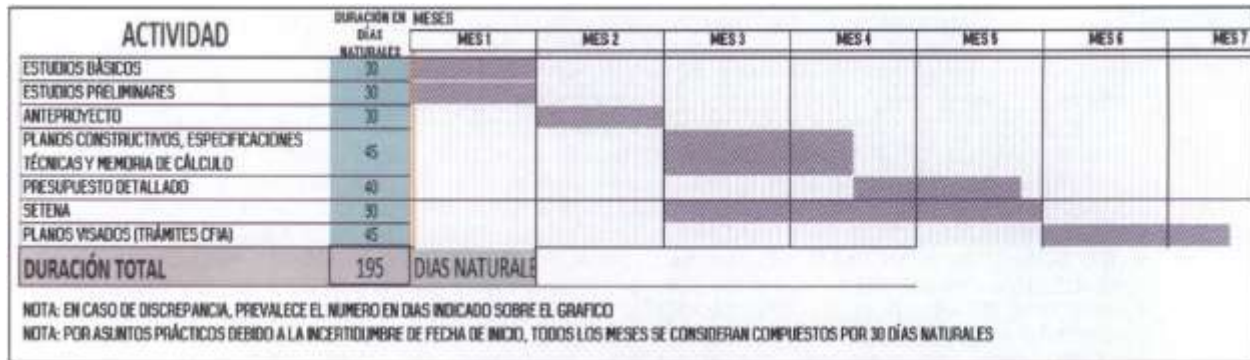 ACTIVIDAD
DURACIÓN EN DÍAS NATURALES
MESES
MES 1 MES 2 MES 3 MES 4 MES 5 MES 6 MES 7
ESTUDIOS BÁSICOS 30
ESTUDIOS PRELIMINARES 30
ANTEPROYECTO 30
PLANOS CONSTRUCTIVOS, ESPECIFICACIONES
TÉCNICAS Y MEMORIA DE CÁLCULO 45
PRESUPUESTO DETALLADO 40
SETENA 90
PLANOS VISADOS (TRÁMITES CFIA) 45
DURACIÓN TOTAL 195 DIAS NATURALE
NOTA: EN CASO DE DISCREPANCIA, PREVALECE EL NUMERO EN DIAS INDICADO SOBRE EL GRAFICO
NOTA: POR ASUNTOS PRÁCTICOS DEBIDO A LA INCERTIDUMBRE DE FECHA DE INICIO, TODOS LOS MESES SE CONSIDERAN COMPUESTOS POR 30 DÍAS NATURALES